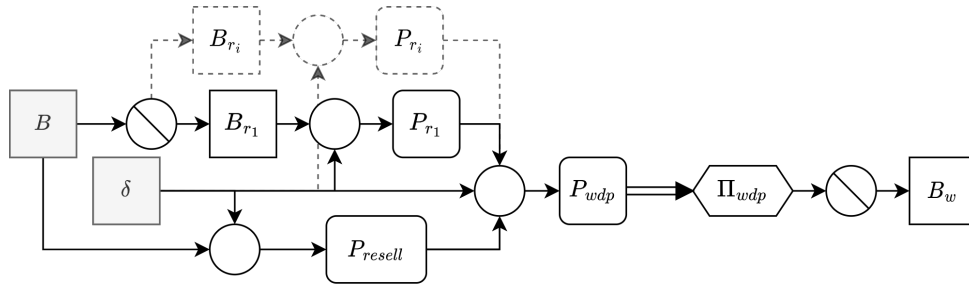 B_{r_i}
P_{r_i}
B
B_{r_1}
P_{r_1}
δ
P_{wdp}
Π_{wdp}
B_w
P_{resell}